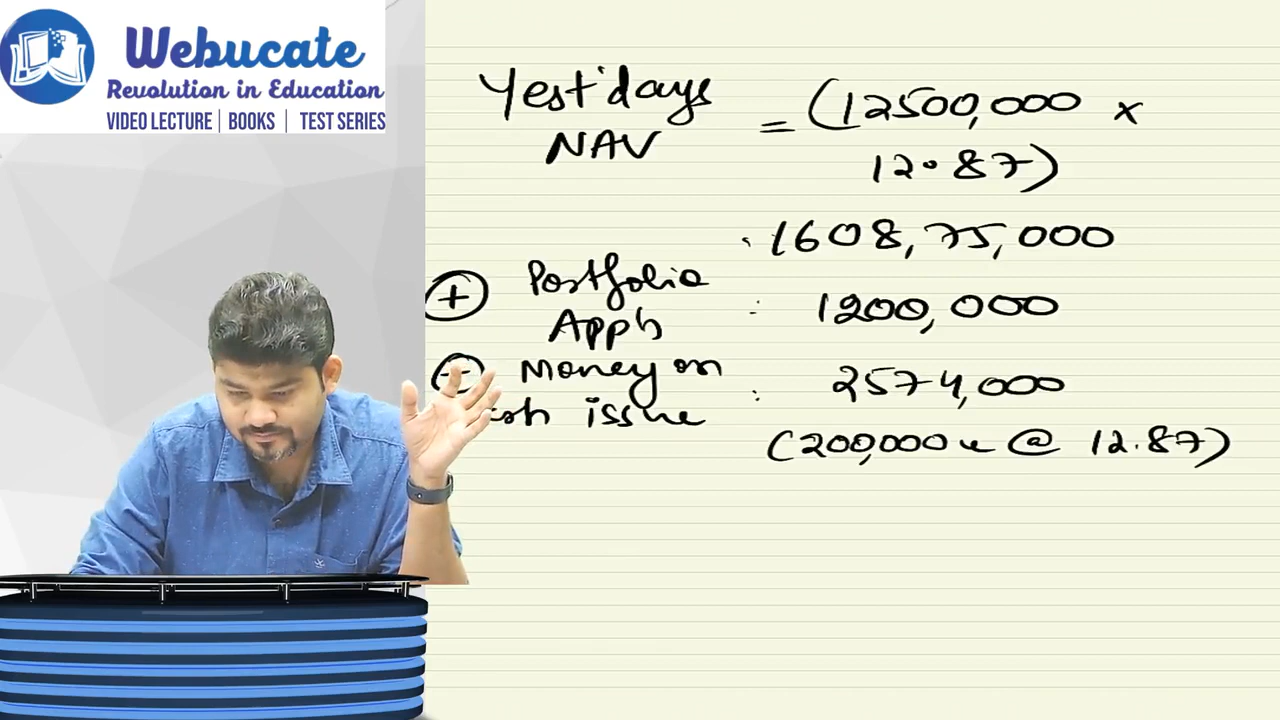 Webucate
Revolution in Education
VIDEO LECTURE | BOOKS | TEST SERIES
Yest'days = (12500,000 ×
NAV 12.87)
: 1608,75,000
+ Portfolio : 1200,000
App'n
Money on : 2574,000
issue
(200,000 u @ 12.87)